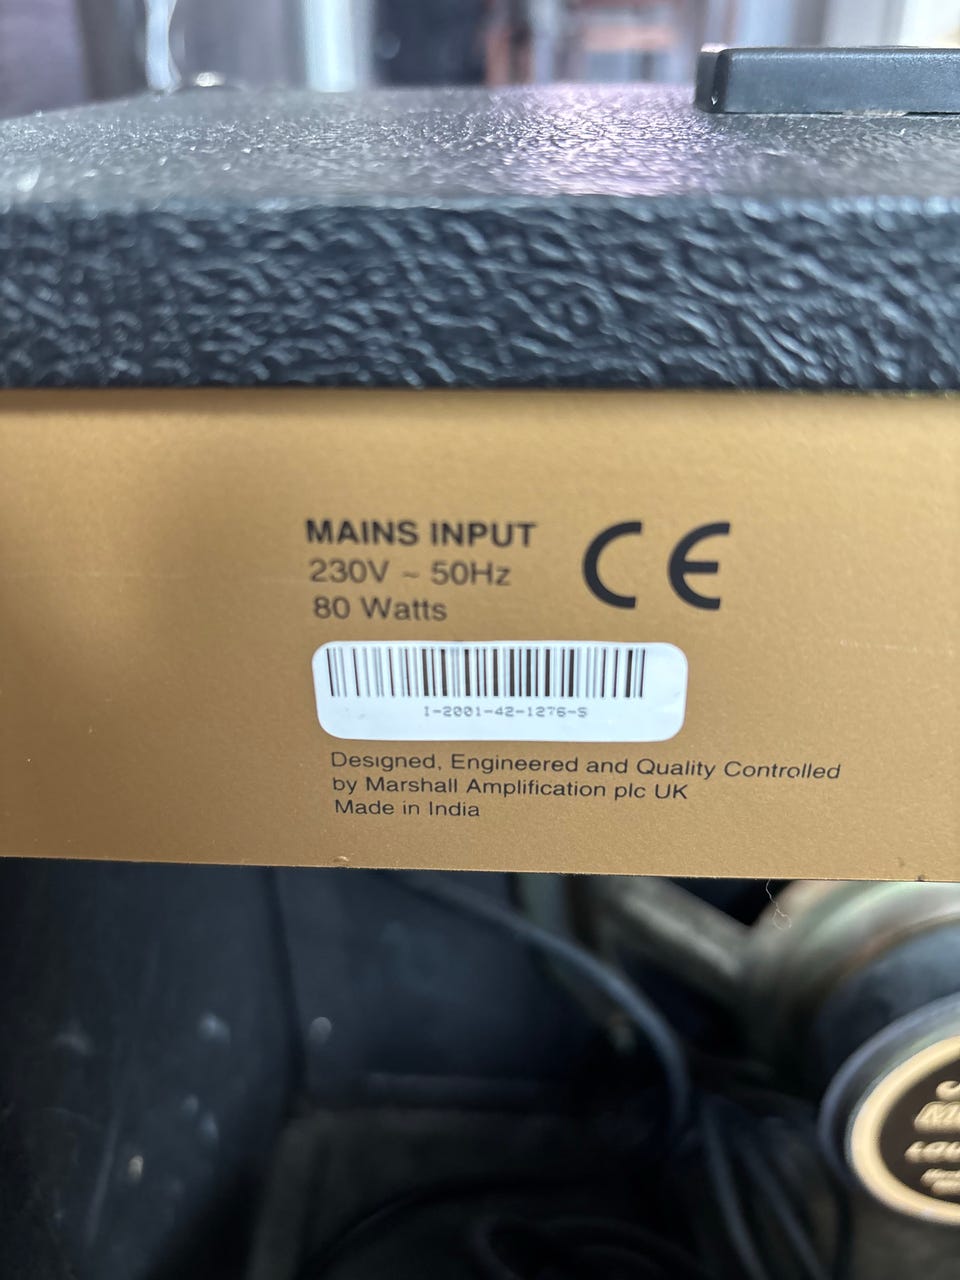 MAINS INPUT
230V ~ 50Hz
80 Watts
CE
I-2001-42-1276-S
Designed, Engineered and Quality Controlled
by Marshall Amplification plc UK
Made in India